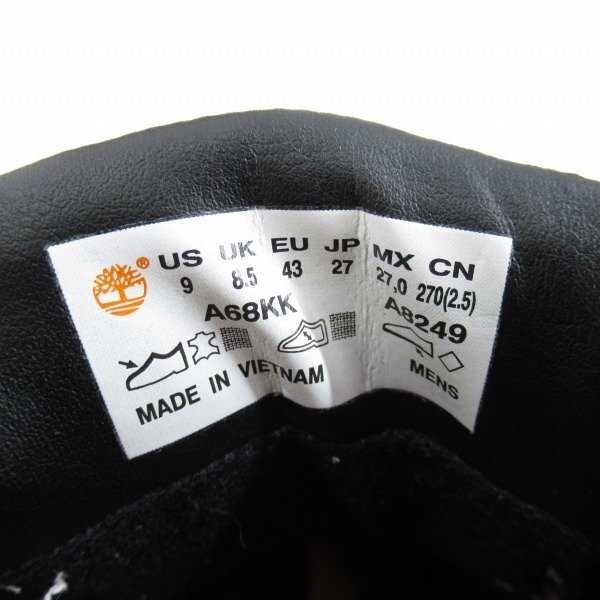 US UK EU JP MX CN
9 8.5 43 27 27,0 270(2.5)
A68KK A8249
MADE IN VIETNAM MENS
®